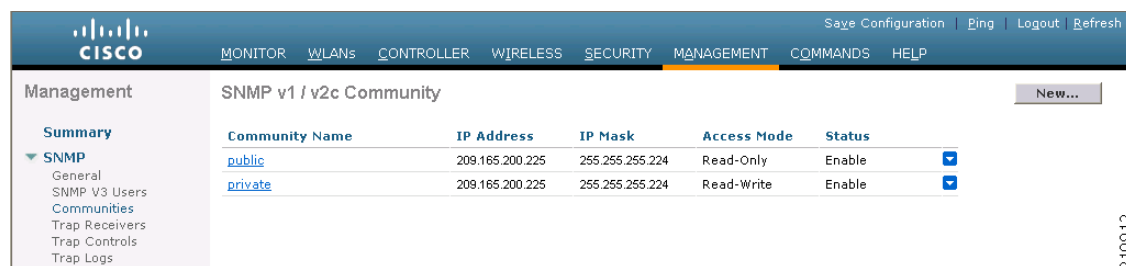 Save Configuration | Ping | Logout | Refresh
CISCO
MONITOR WLANs CONTROLLER WIRELESS SECURITY MANAGEMENT COMMANDS HELP
Management
SNMP v1 / v2c Community
New...
Summary
SNMP
General
SNMP V3 Users
Communities
Trap Receivers
Trap Controls
Trap Logs
Community Name IP Address IP Mask Access Mode Status
public 209.165.200.225 255.255.255.224 Read-Only Enable
private 209.165.200.225 255.255.255.224 Read-Write Enable